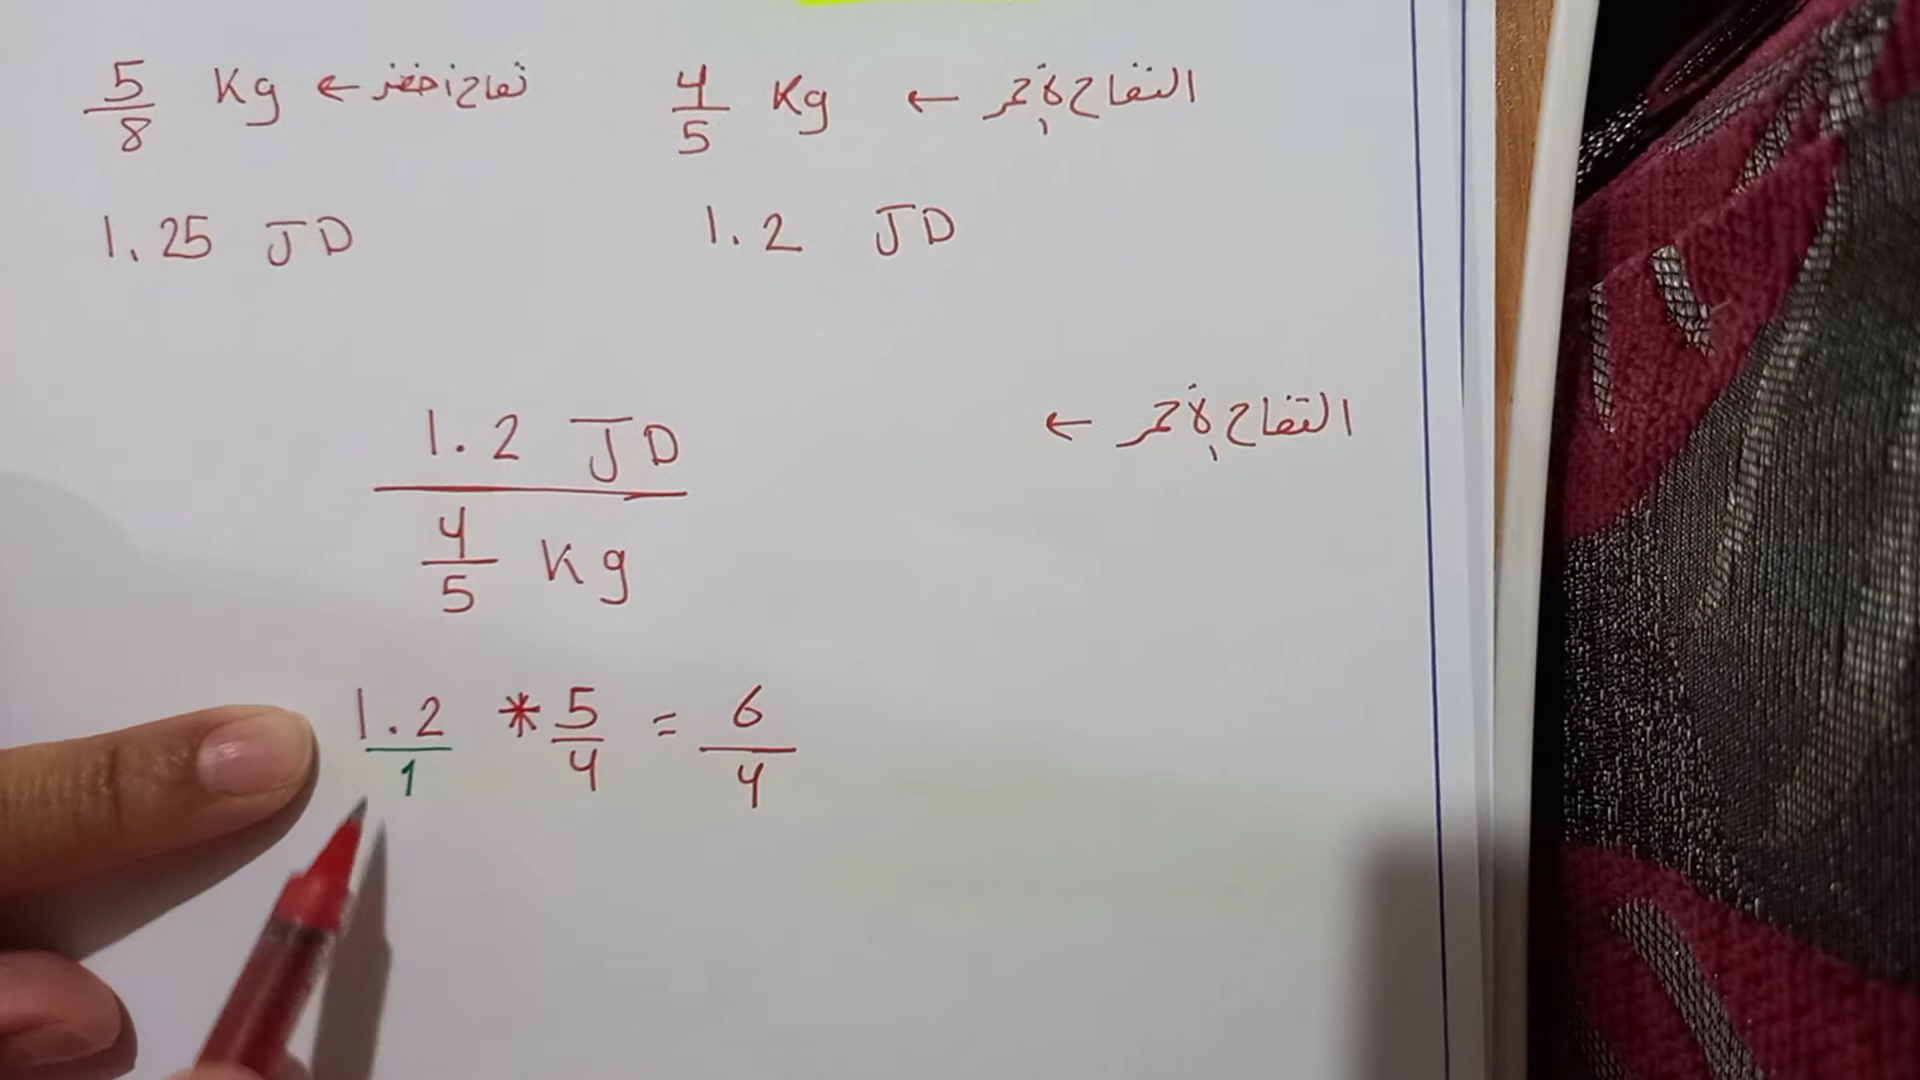 التفاح الأحمر ← 4/5 Kg
تفاح أخضر ← 5/8 Kg
1.2 JD
1.25 JD
التفاح الأحمر ←
1.2 JD
4/5 Kg
1.2/1 * 5/4 = 6/4